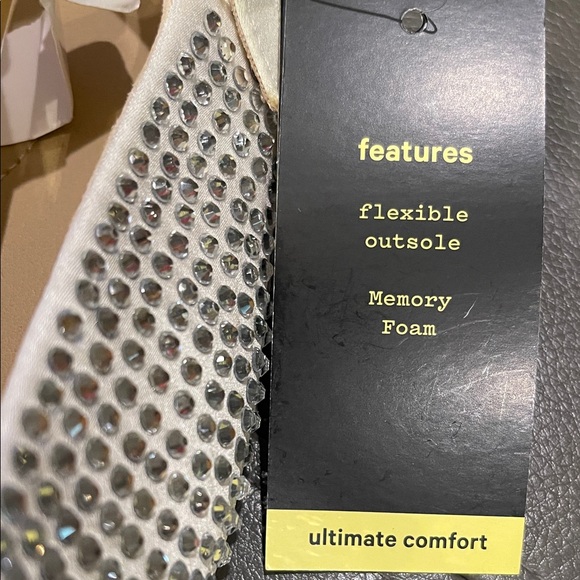 features
flexible
outsole
Memory
Foam
ultimate comfort